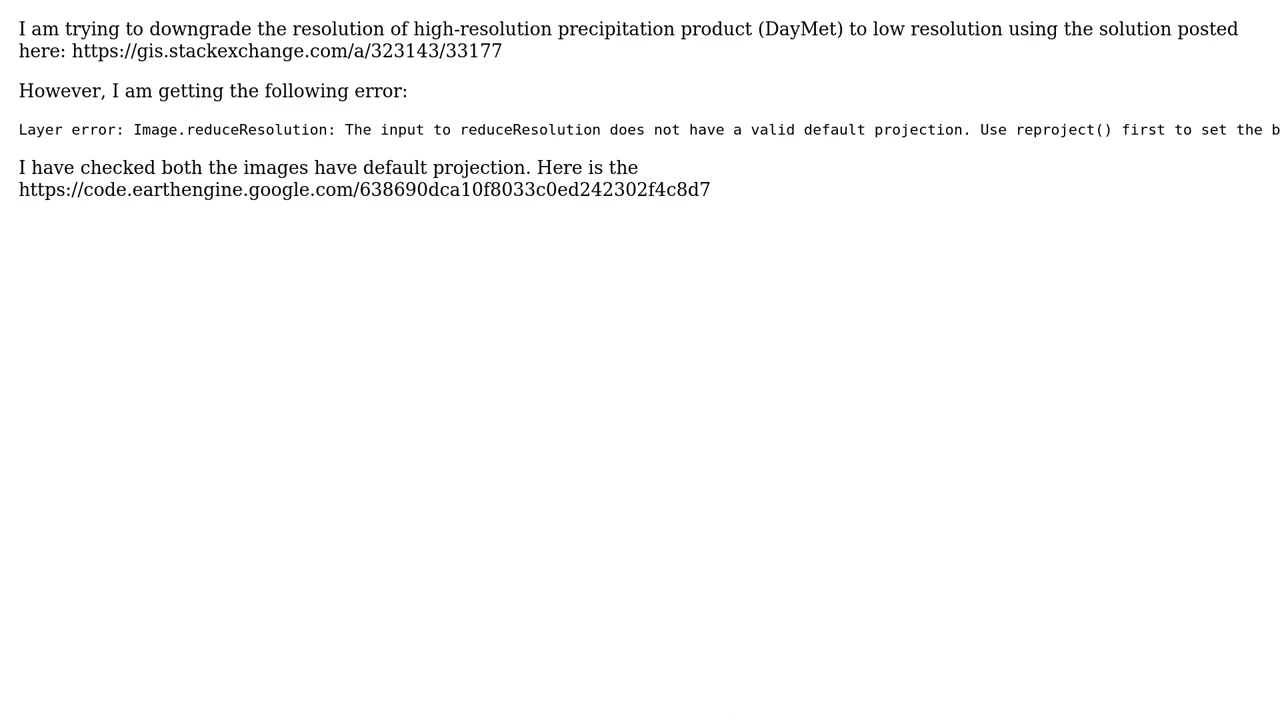 I am trying to downgrade the resolution of high-resolution precipitation product (DayMet) to low resolution using the solution posted
here: https://gis.stackexchange.com/a/323143/33177
However, I am getting the following error:
Layer error: Image.reduceResolution: The input to reduceResolution does not have a valid default projection. Use reproject() first to set the b
I have checked both the images have default projection. Here is the
https://code.earthengine.google.com/638690dca10f8033c0ed242302f4c8d7